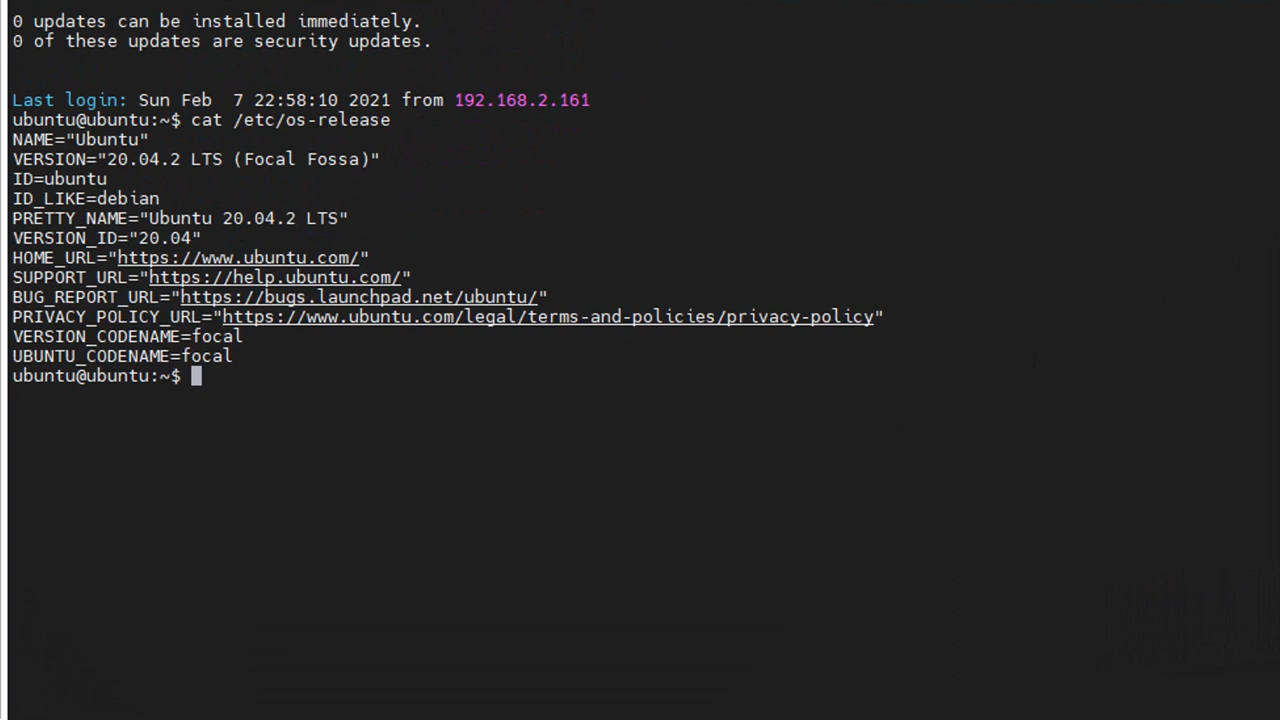 0 updates can be installed immediately.
0 of these updates are security updates.
Last login: Sun Feb  7 22:58:10 2021 from 192.168.2.161
ubuntu@ubuntu:~$ cat /etc/os-release
NAME="Ubuntu"
VERSION="20.04.2 LTS (Focal Fossa)"
ID=ubuntu
ID_LIKE=debian
PRETTY_NAME="Ubuntu 20.04.2 LTS"
VERSION_ID="20.04"
HOME_URL="https://www.ubuntu.com/"
SUPPORT_URL="https://help.ubuntu.com/"
BUG_REPORT_URL="https://bugs.launchpad.net/ubuntu/"
PRIVACY_POLICY_URL="https://www.ubuntu.com/legal/terms-and-policies/privacy-policy"
VERSION_CODENAME=focal
UBUNTU_CODENAME=focal
ubuntu@ubuntu:~$